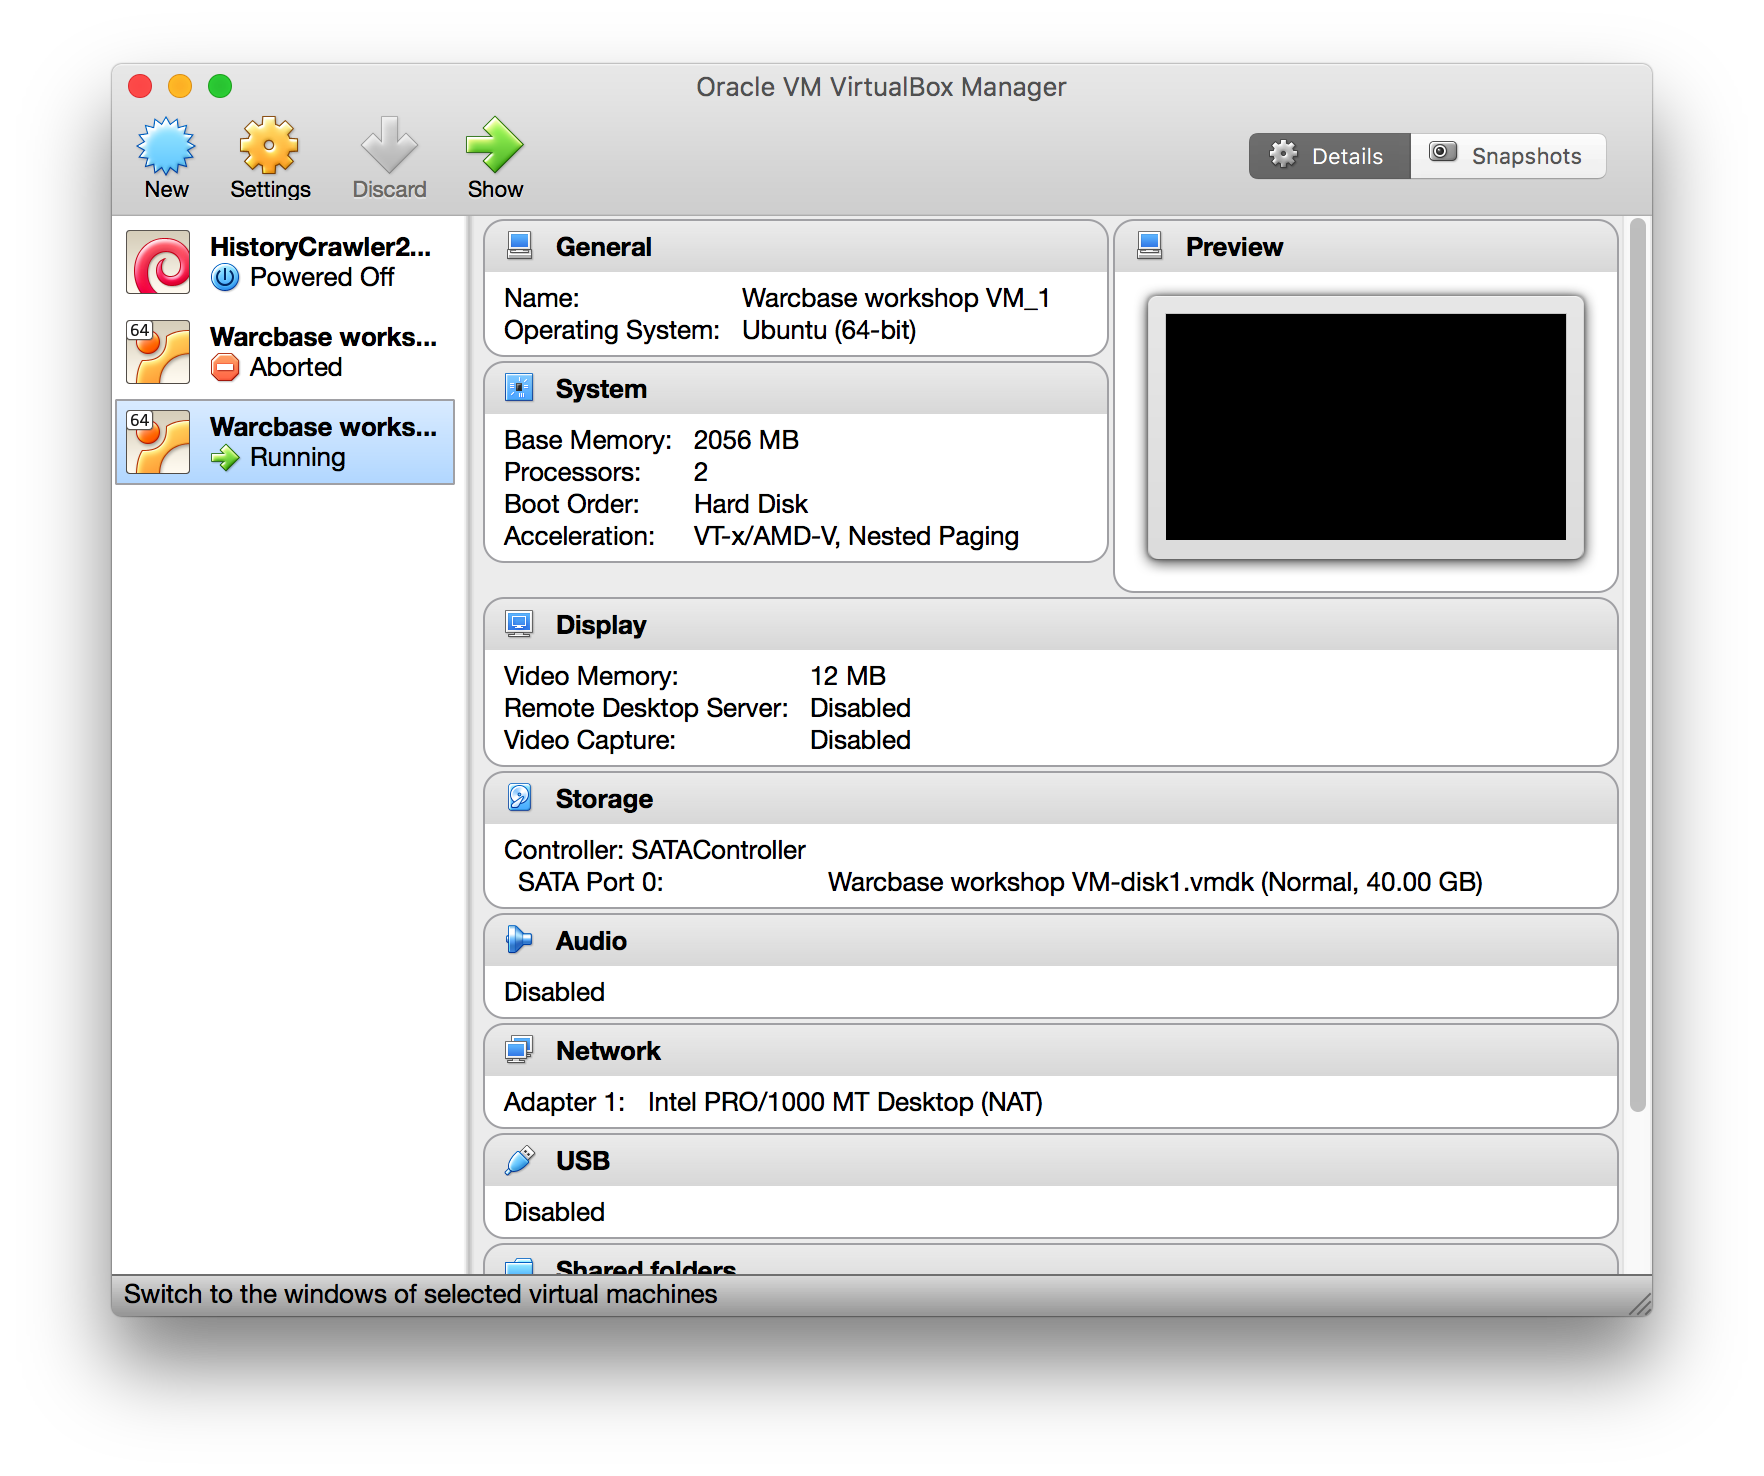 Oracle VM VirtualBox Manager
New
Settings
Discard
Show
Details
Snapshots
HistoryCrawler2...
Powered Off
64
Warcbase works...
Aborted
64
Warcbase works...
Running
General
Name: Warcbase workshop VM_1
Operating System: Ubuntu (64-bit)
Preview
System
Base Memory: 2056 MB
Processors: 2
Boot Order: Hard Disk
Acceleration: VT-x/AMD-V, Nested Paging
Display
Video Memory: 12 MB
Remote Desktop Server: Disabled
Video Capture: Disabled
Storage
Controller: SATAController
SATA Port 0: Warcbase workshop VM-disk1.vmdk (Normal, 40.00 GB)
Audio
Disabled
Network
Adapter 1: Intel PRO/1000 MT Desktop (NAT)
USB
Disabled
Shared folders
Switch to the windows of selected virtual machines